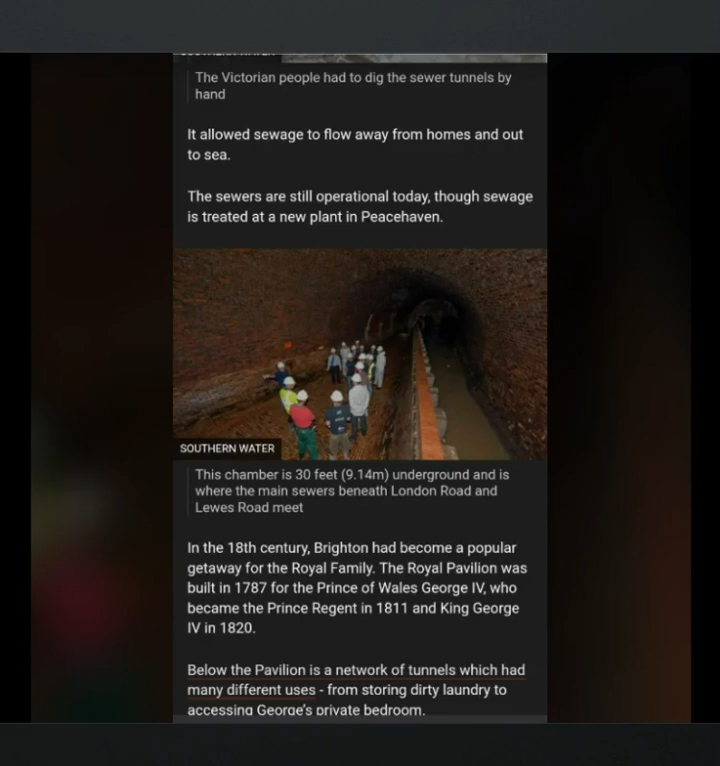 The Victorian people had to dig the sewer tunnels by
hand
It allowed sewage to flow away from homes and out
to sea.
The sewers are still operational today, though sewage
is treated at a new plant in Peacehaven.
SOUTHERN WATER
This chamber is 30 feet (9.14m) underground and is
where the main sewers beneath London Road and
Lewes Road meet
In the 18th century, Brighton had become a popular
getaway for the Royal Family. The Royal Pavilion was
built in 1787 for the Prince of Wales George IV, who
became the Prince Regent in 1811 and King George
IV in 1820.
Below the Pavilion is a network of tunnels which had
many different uses - from storing dirty laundry to
accessing George's private bedroom.